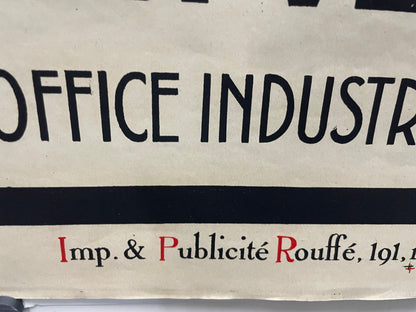 OFFICE INDUSTR
Imp. & Publicité Rouffé, 191,